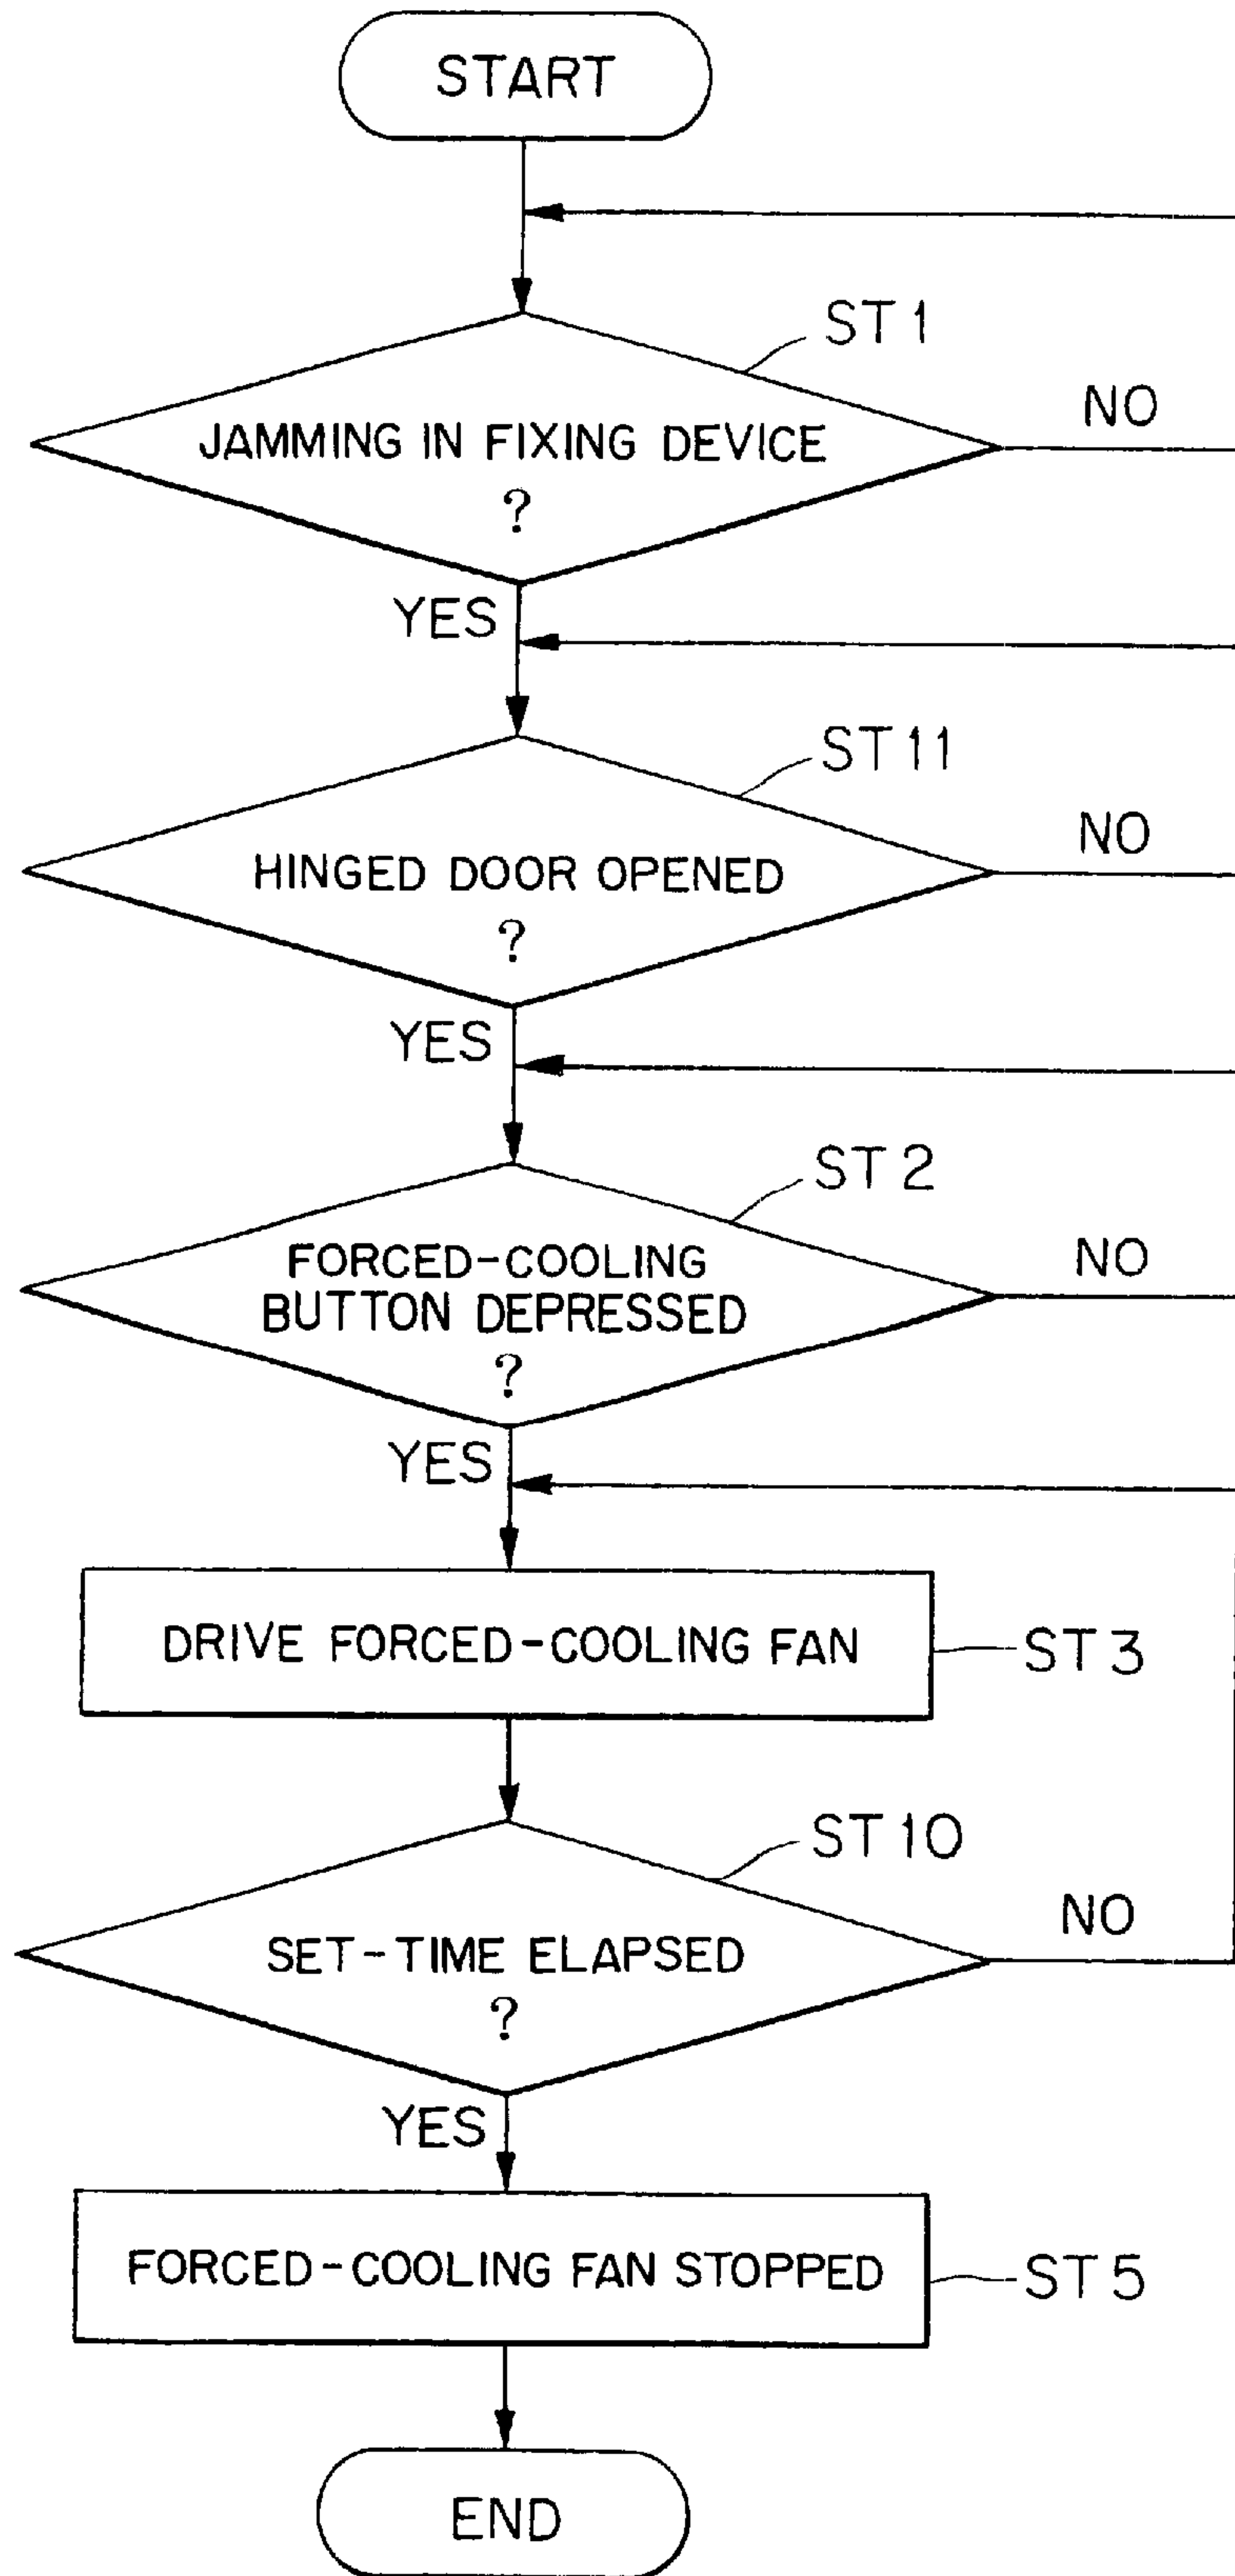 START
ST1
JAMMING IN FIXING DEVICE
?
NO
YES
ST11
HINGED DOOR OPENED
?
NO
YES
ST2
FORCED-COOLING
BUTTON DEPRESSED
?
NO
YES
DRIVE FORCED-COOLING FAN
ST3
ST10
SET-TIME ELAPSED
?
NO
YES
FORCED-COOLING FAN STOPPED
ST5
END